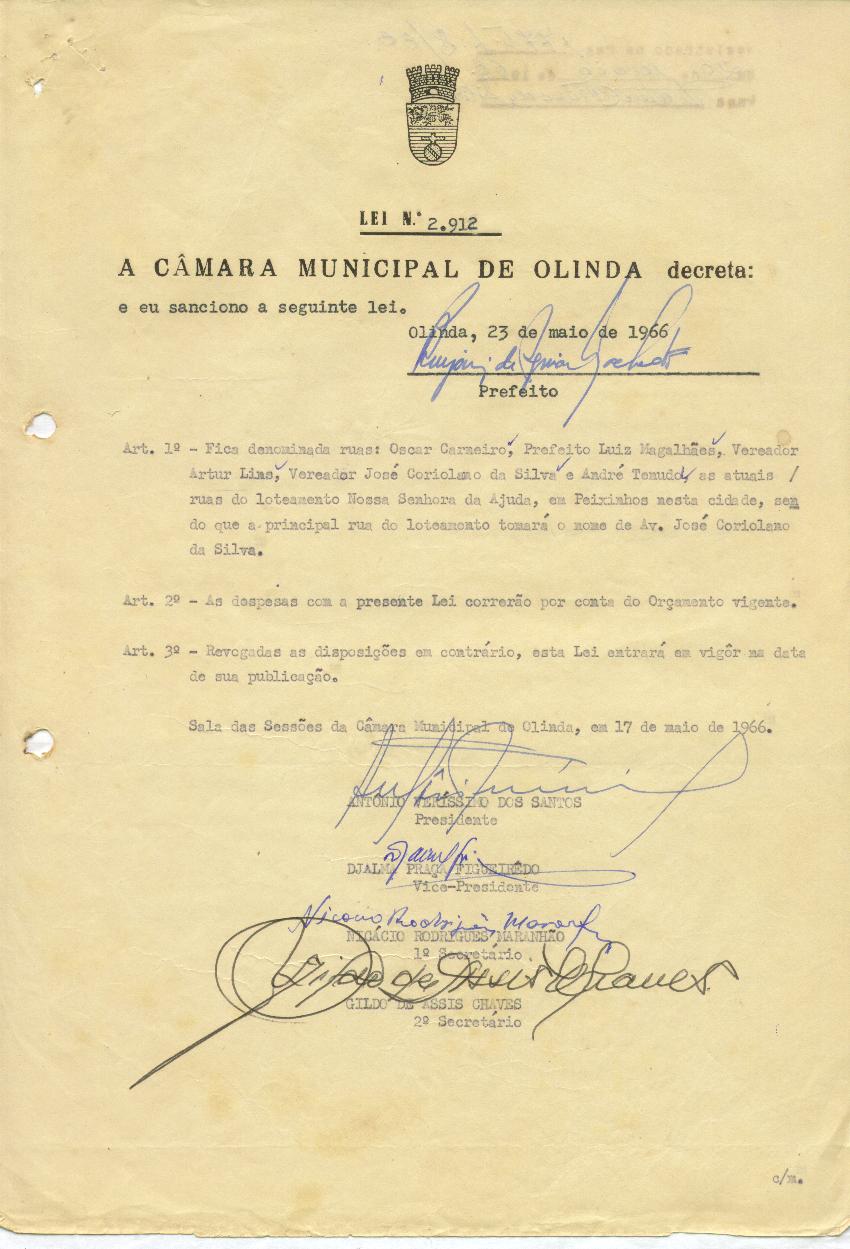 LEI N.º 2.912
A CÂMARA MUNICIPAL DE OLINDA decreta:
e eu sanciono a seguinte lei.
Olinda, 23 de maio de 1966
Prefeito
Art. 1º - Fica denominada ruas: Oscar Carneiro, Prefeito Luiz Magalhães, Vereador
Artur Lins, Vereador José Coriolano da Silva e André Temudo, as atuais /
ruas do loteamento Nossa Senhora da Ajuda, em Peixinhos nesta cidade, sen
do que a principal rua do loteamento tomará o nome de Av. José Coriolano
da Silva.
Art. 2º - As despesas com a presente Lei correrão por conta do Orçamento vigente.
Art. 3º - Revogadas as disposições em contrário, esta Lei entrará em vigôr na data
de sua publicação.
Sala das Sessões da Câmara Municipal de Olinda, em 17 de maio de 1966.
ANTÔNIO VERÍSSIMO DOS SANTOS
Presidente
DJALMA PRAÇA FIGUEIRÊDO
Vice-Presidente
Nicacio Rodrigues Maranhão
NICÁCIO RODRIGUES MARANHÃO
1º Secretário
Gildo de Assis Chaves
GILDO DE ASSIS CHAVES
2º Secretário
c/m.